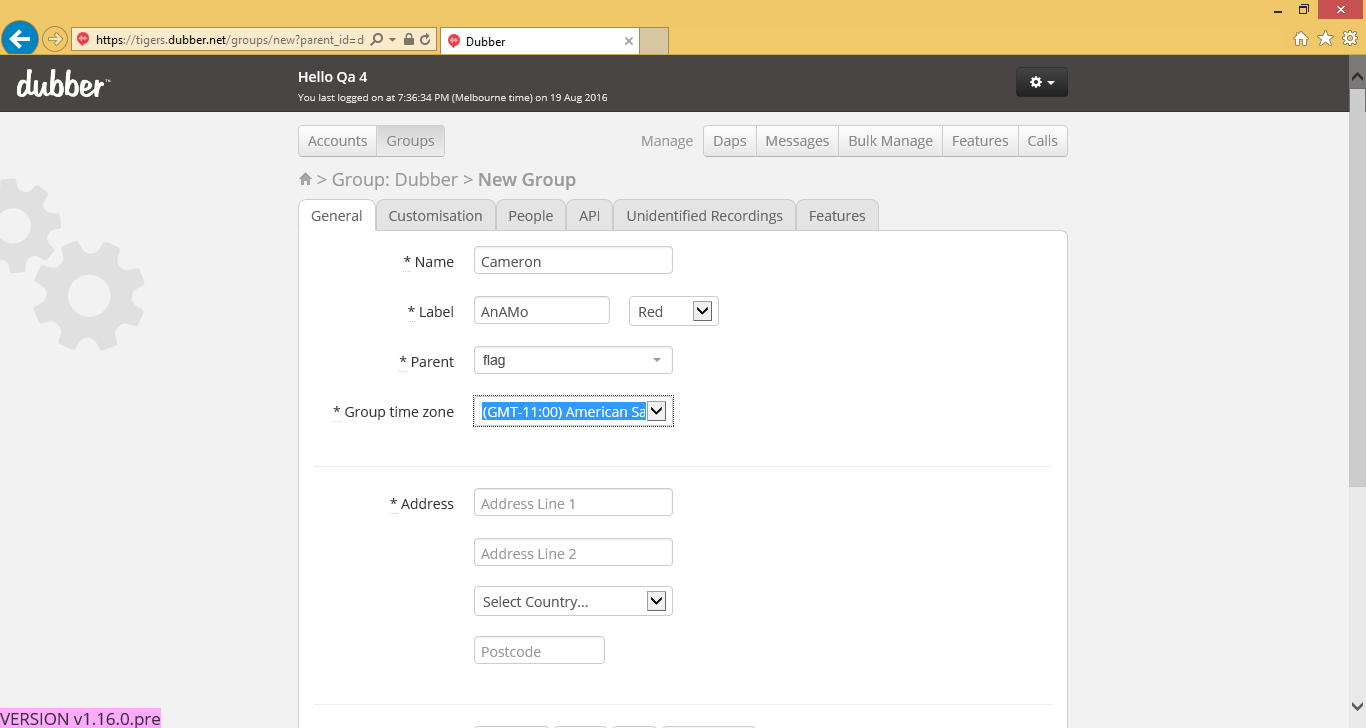 https://tigers.dubber.net/groups/new?parent_id=d
Dubber
dubber™
Hello Qa 4
You last logged on at 7:36:34 PM (Melbourne time) on 19 Aug 2016
Accounts Groups Manage Daps Messages Bulk Manage Features Calls
> Group: Dubber > New Group
General Customisation People API Unidentified Recordings Features
* Name Cameron
* Label AnAMo Red
* Parent flag
* Group time zone (GMT-11:00) American Sa
* Address Address Line 1
Address Line 2
Select Country...
Postcode
VERSION v1.16.0.pre